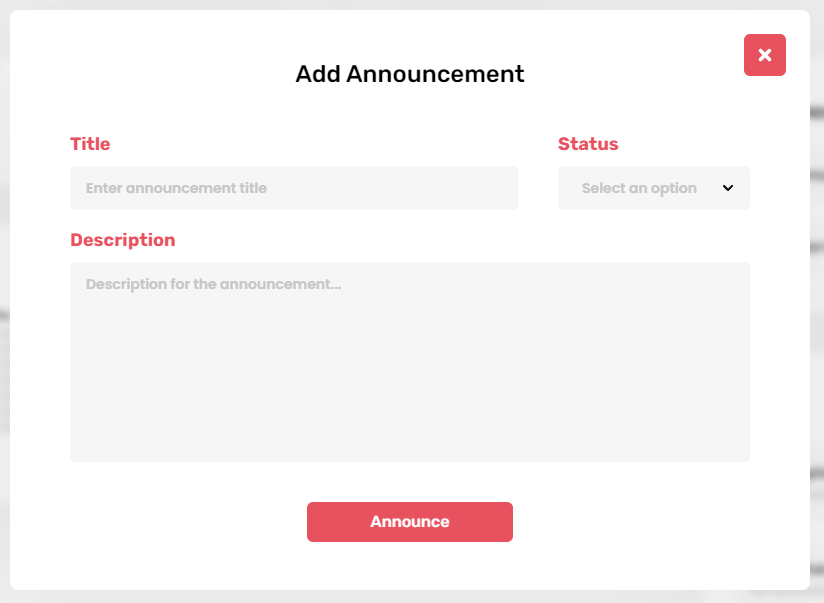 Add Announcement
Title
Status
Enter announcement title
Select an option
Description
Description for the announcement...
Announce